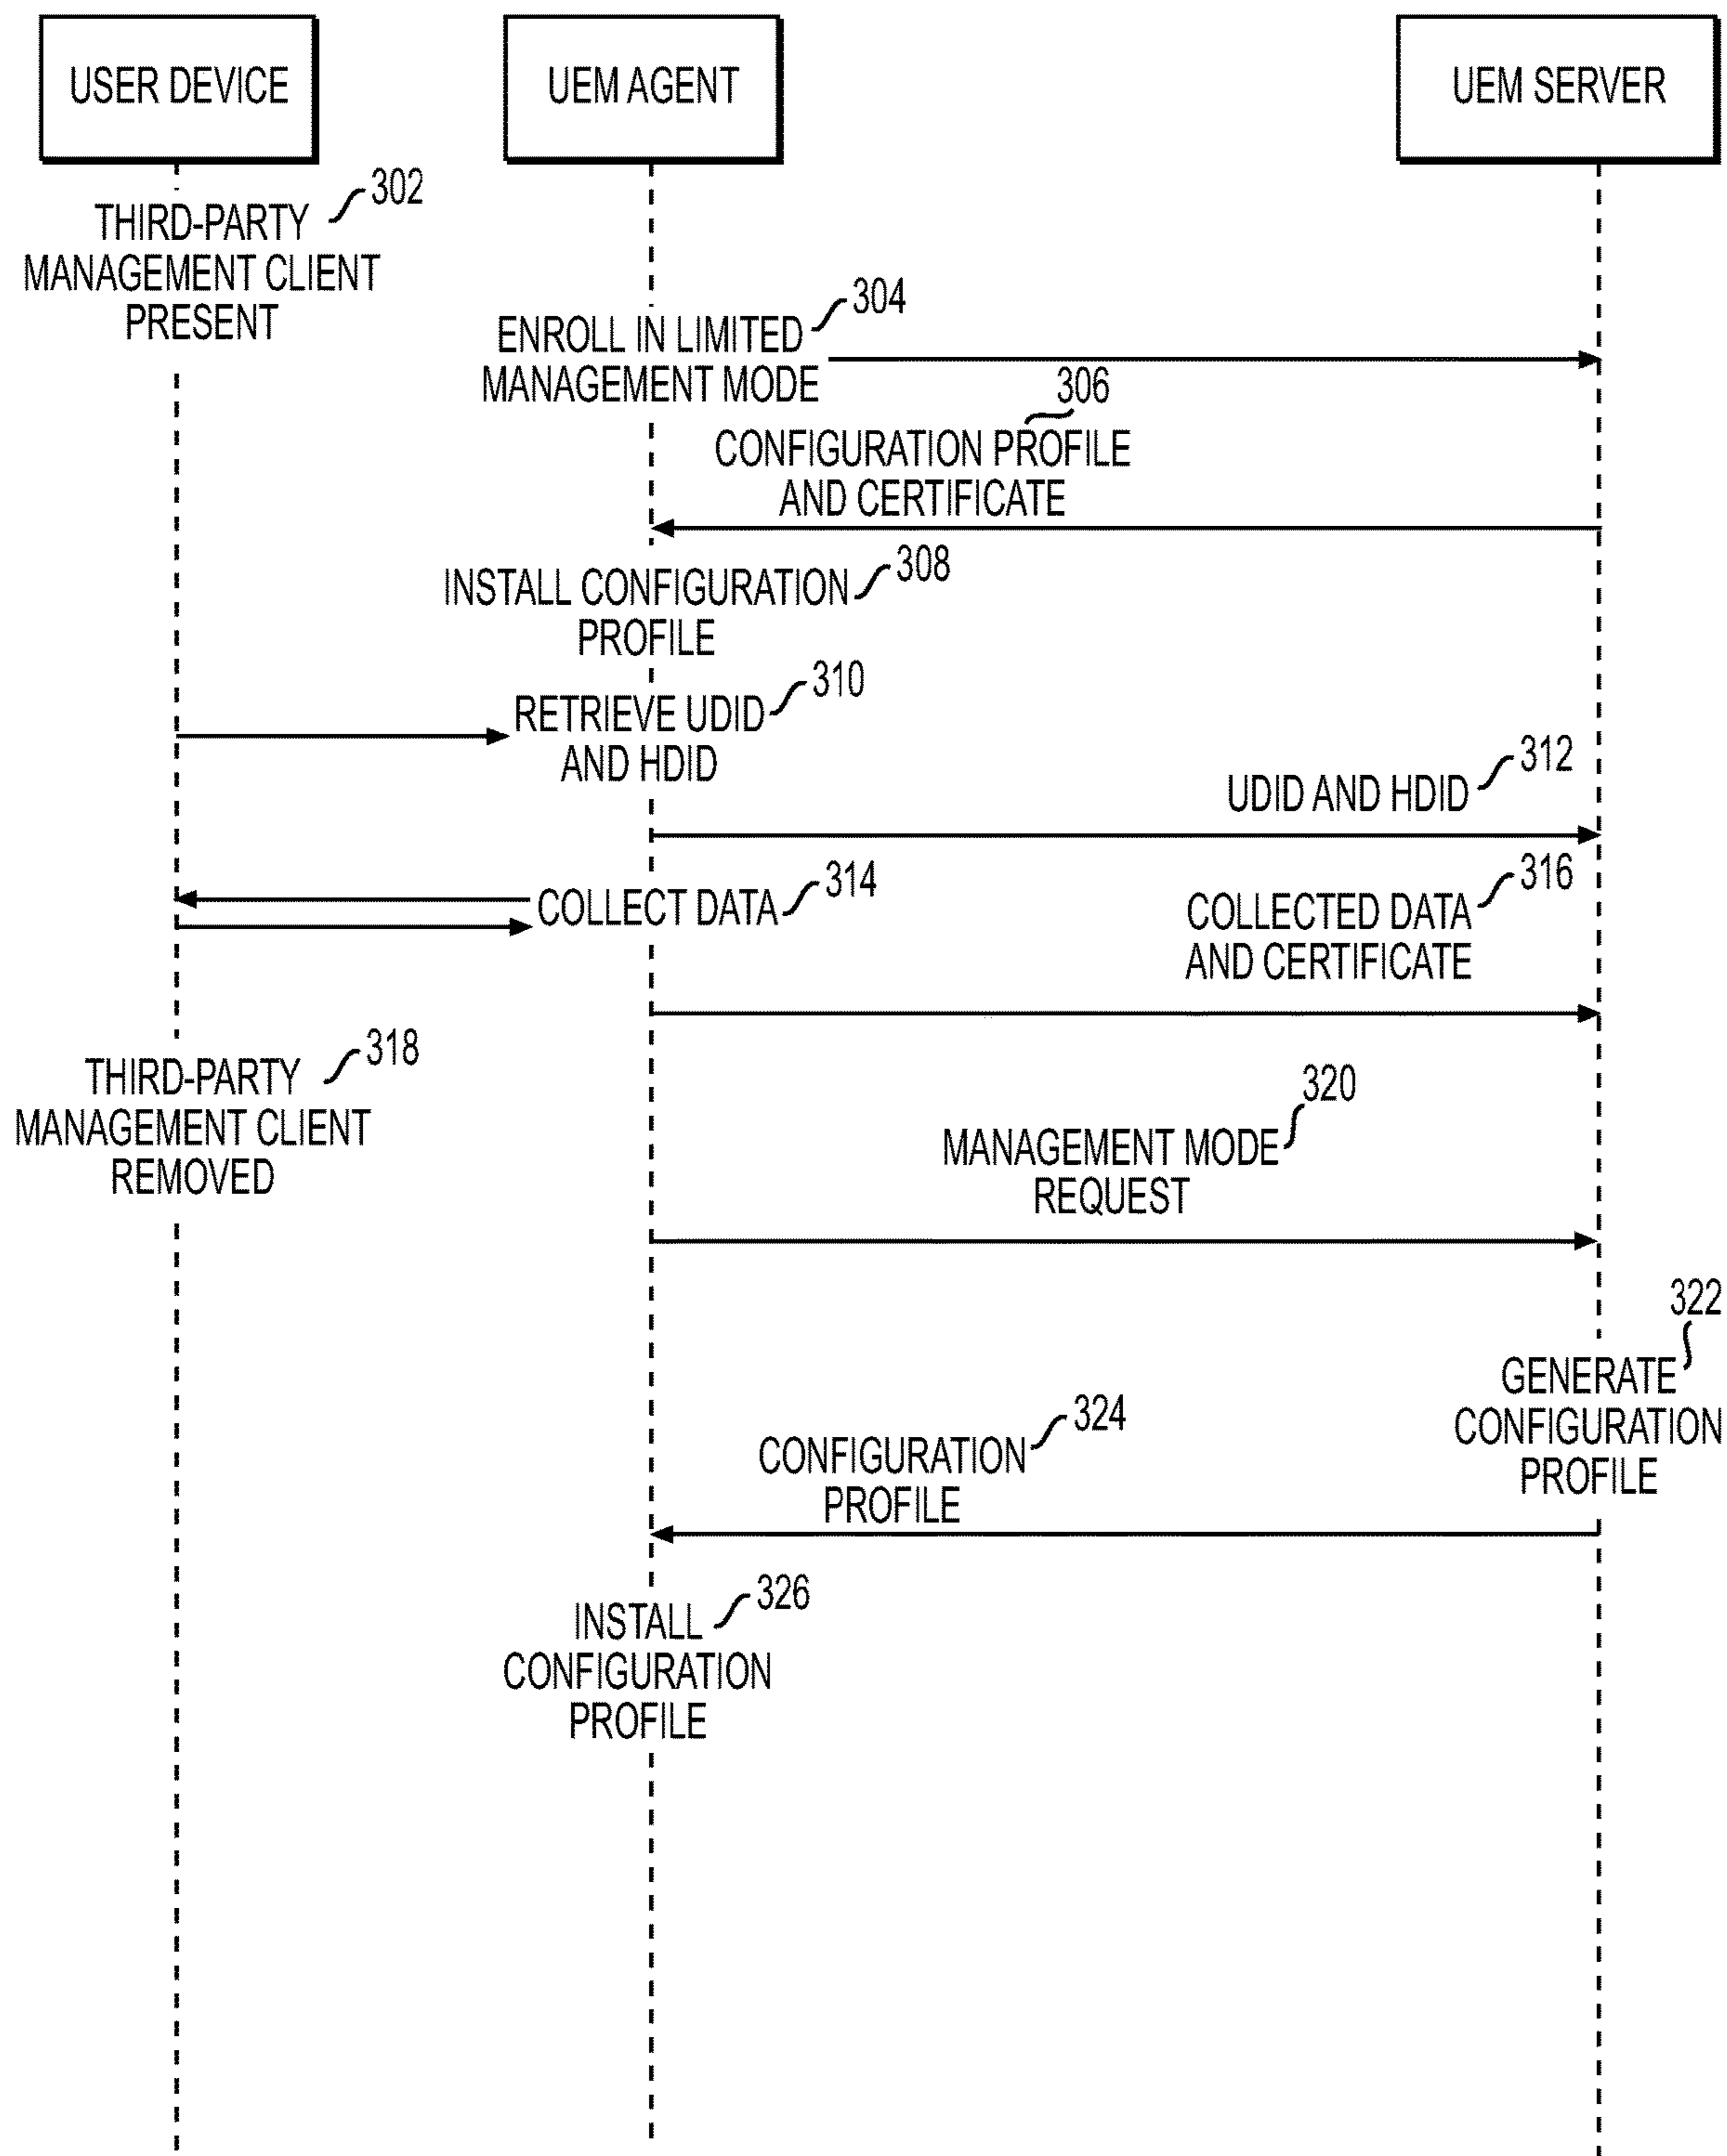 USER DEVICE
UEM AGENT
UEM SERVER
302
THIRD-PARTY
MANAGEMENT CLIENT
PRESENT
304
ENROLL IN LIMITED
MANAGEMENT MODE
306
CONFIGURATION PROFILE
AND CERTIFICATE
308
INSTALL CONFIGURATION
PROFILE
310
RETRIEVE UDID
AND HDID
312
UDID AND HDID
314
COLLECT DATA
316
COLLECTED DATA
AND CERTIFICATE
318
THIRD-PARTY
MANAGEMENT CLIENT
REMOVED
320
MANAGEMENT MODE
REQUEST
322
GENERATE
CONFIGURATION
PROFILE
324
CONFIGURATION
PROFILE
326
INSTALL
CONFIGURATION
PROFILE